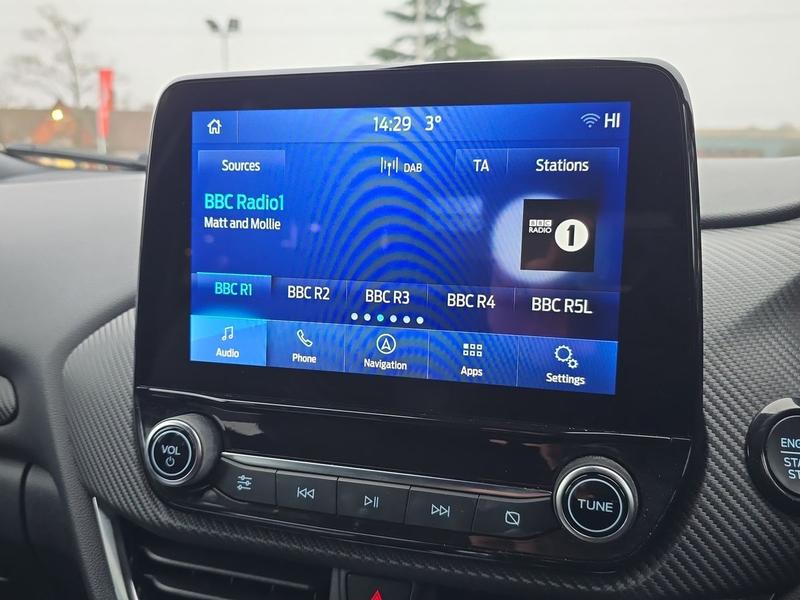 14:29 3° HI
Sources DAB TA Stations
BBC Radio1
Matt and Mollie
BBC
RADIO 1
BBC R1 BBC R2 BBC R3 BBC R4 BBC R5L
Audio Phone Navigation Apps Settings
VOL
TUNE